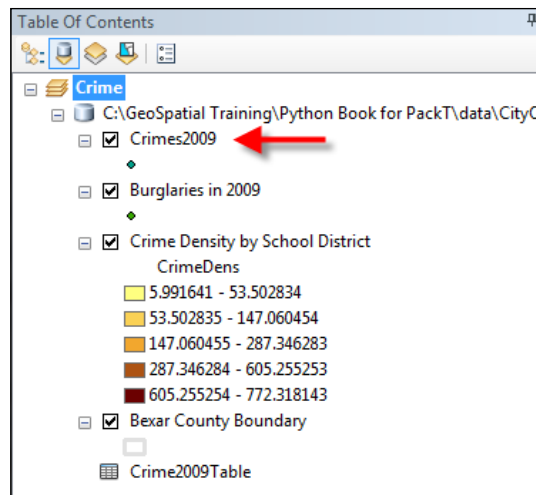 Table Of Contents
Crime
C:\GeoSpatial Training\Python Book for PackT\data\CityC
Crimes2009
Burglaries in 2009
Crime Density by School District
CrimeDens
5.991641 - 53.502834
53.502835 - 147.060454
147.060455 - 287.346283
287.346284 - 605.255253
605.255254 - 772.318143
Bexar County Boundary
Crime2009Table